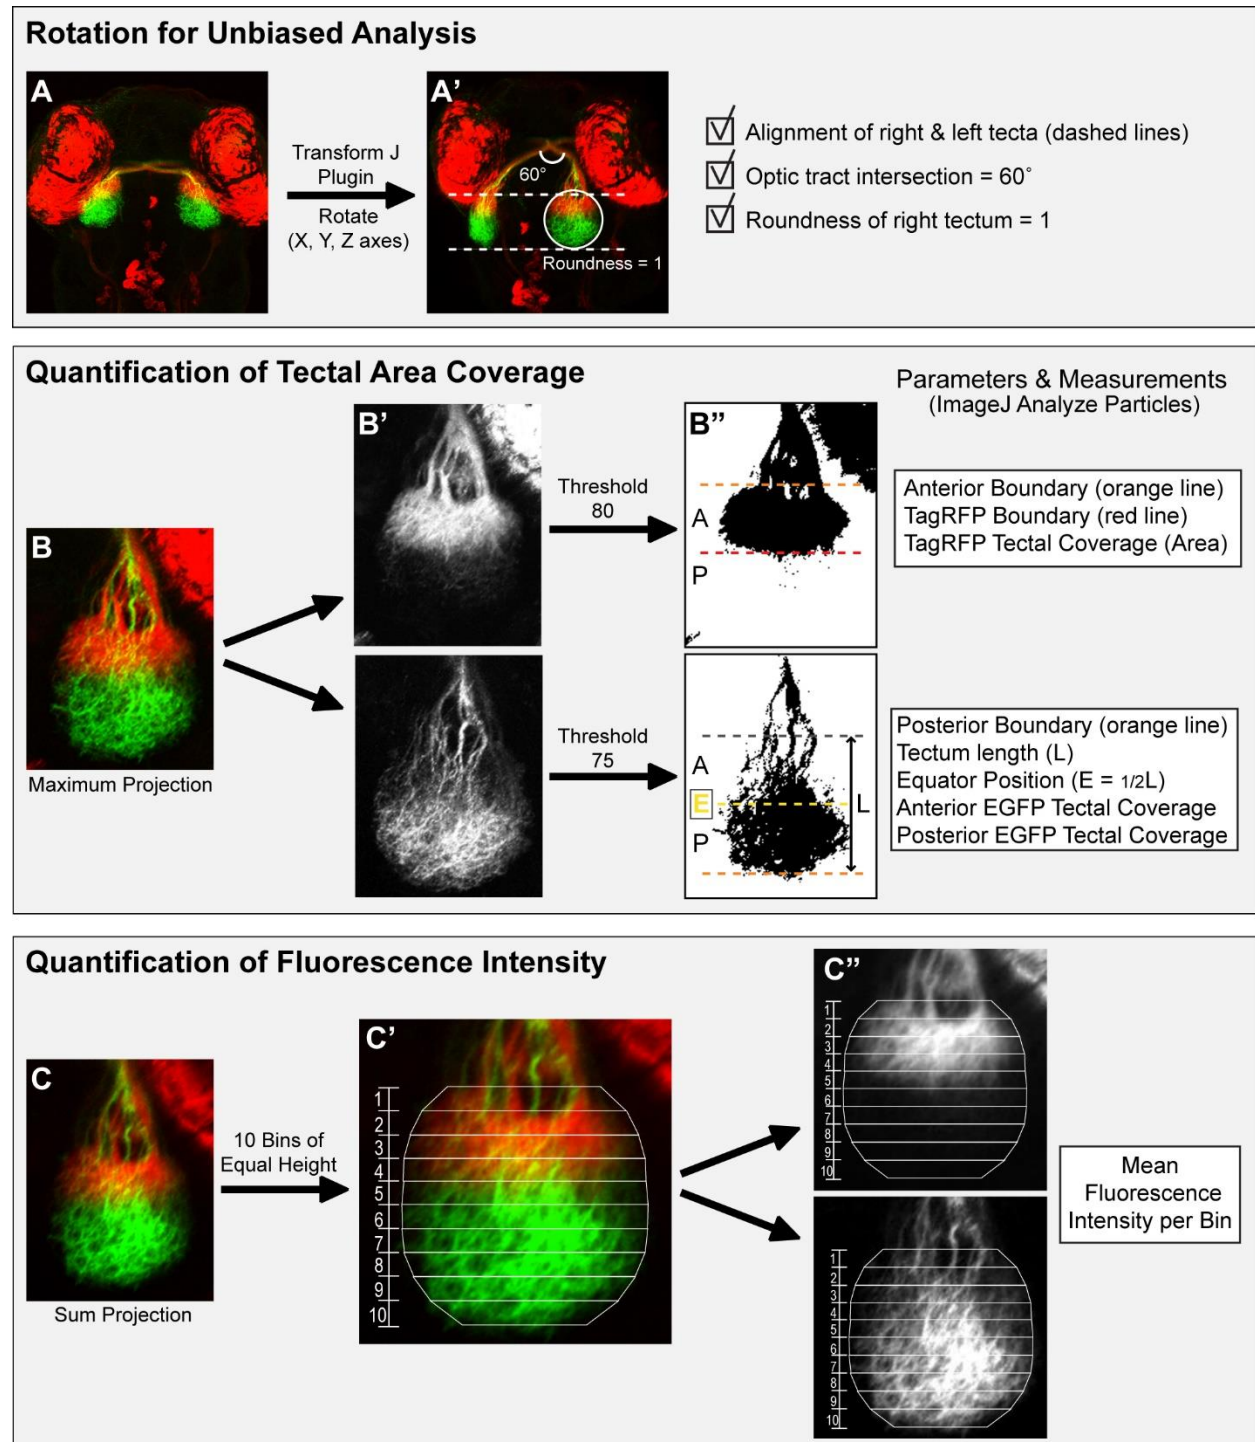 Rotation for Unbiased Analysis
A
Transform J
Plugin
Rotate
(X, Y, Z axes)
A’
60°
Roundness = 1
Alignment of right & left tecta (dashed lines)
Optic tract intersection = 60°
Roundness of right tectum = 1
Quantification of Tectal Area Coverage
Parameters & Measurements
(ImageJ Analyze Particles)
B
Maximum Projection
B’
Threshold
80
B”
A
P
Anterior Boundary (orange line)
TagRFP Boundary (red line)
TagRFP Tectal Coverage (Area)
Threshold
75
A
E
P
L
Posterior Boundary (orange line)
Tectum length (L)
Equator Position (E = 1/2L)
Anterior EGFP Tectal Coverage
Posterior EGFP Tectal Coverage
Quantification of Fluorescence Intensity
C
Sum Projection
10 Bins of
Equal Height
C’
1
2
3
4
5
6
7
8
9
10
C”
1
2
3
4
5
6
7
8
9
10
1
2
3
4
5
6
7
8
9
10
Mean
Fluorescence
Intensity per Bin